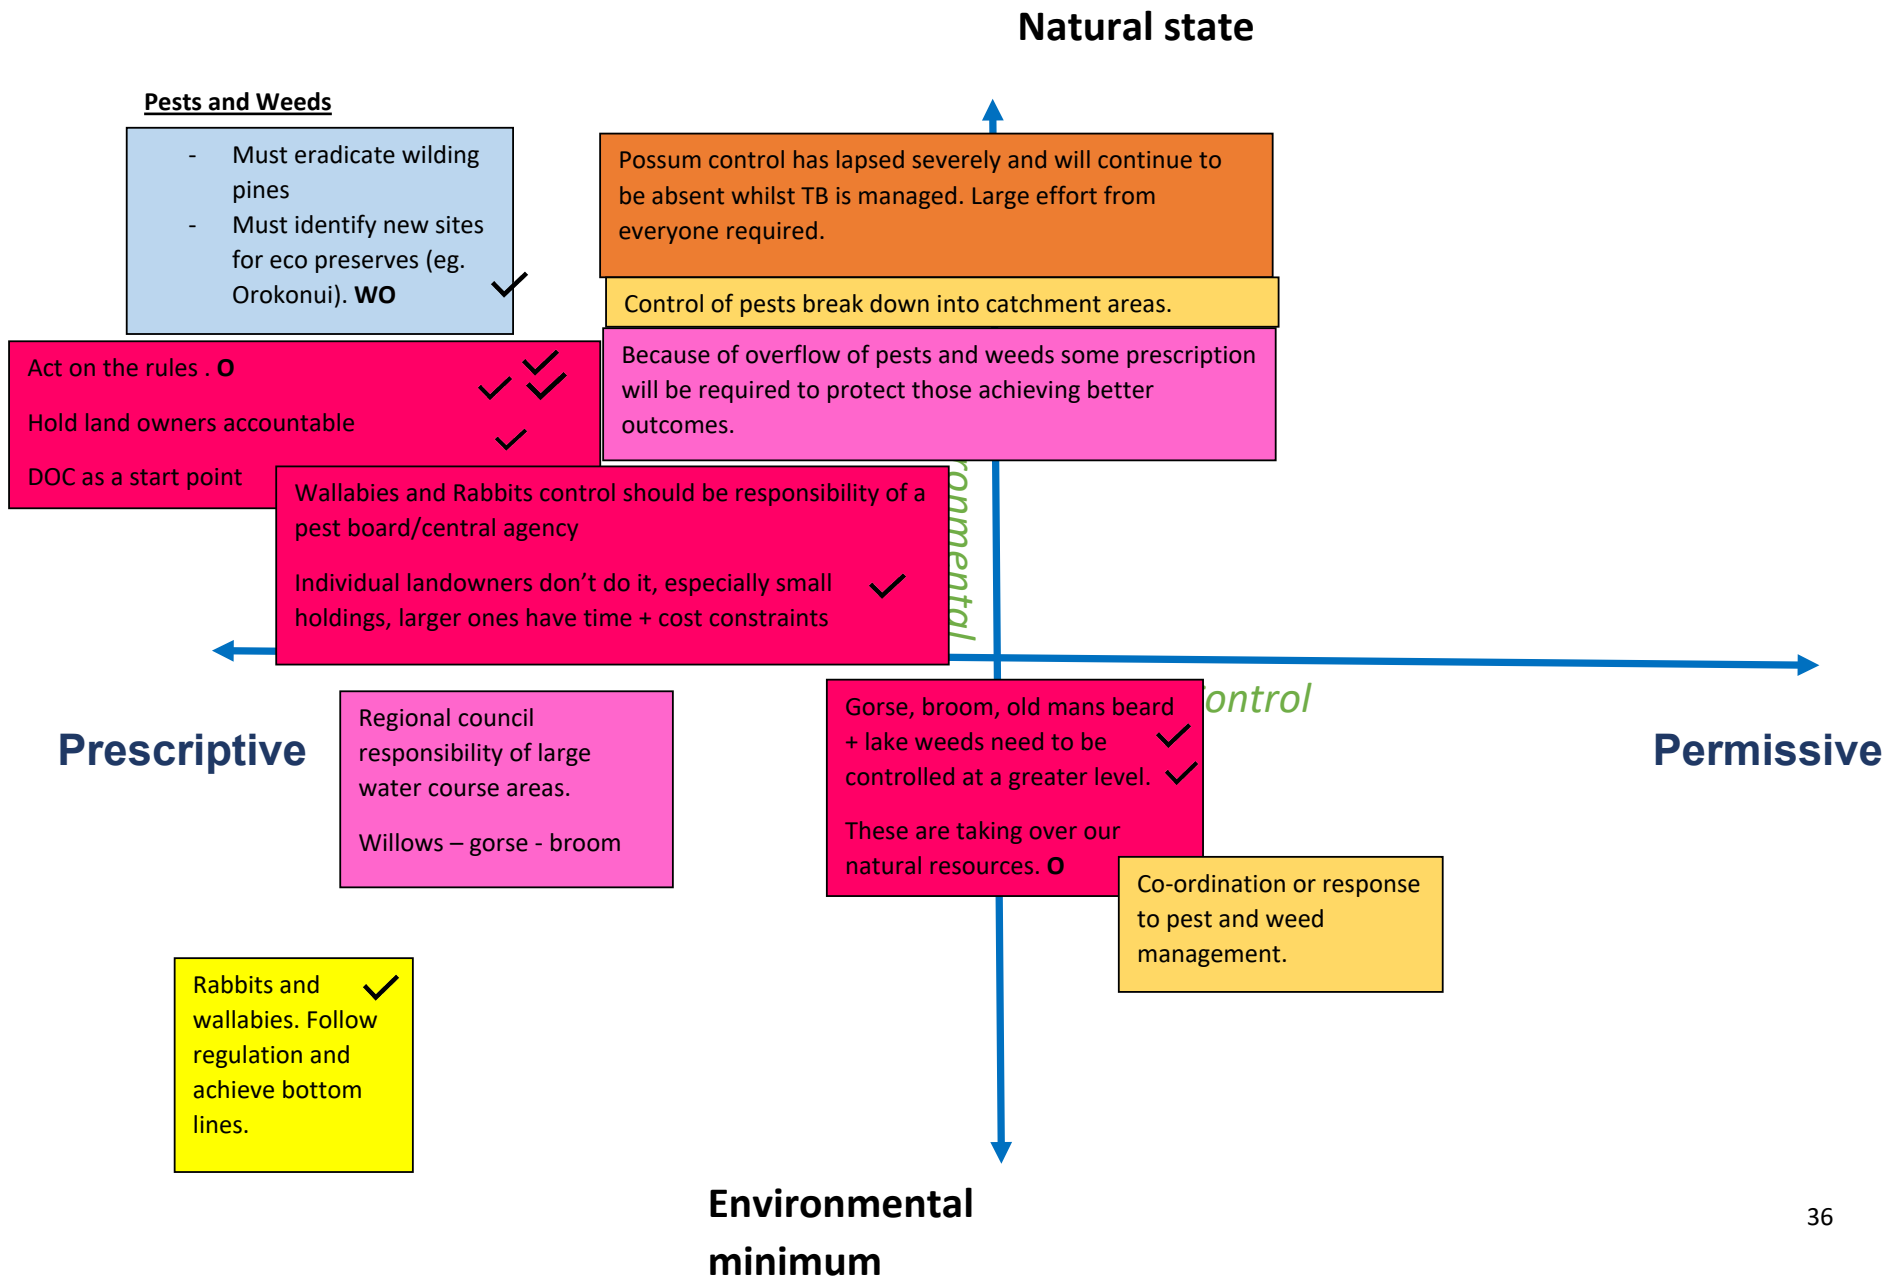 Natural state
Pests and Weeds
- Must eradicate wilding
pines
- Must identify new sites
for eco preserves (eg.
Orokonui). WO
Possum control has lapsed severely and will continue to
be absent whilst TB is managed. Large effort from
everyone required.
Control of pests break down into catchment areas.
Because of overflow of pests and weeds some prescription
will be required to protect those achieving better
outcomes.
Act on the rules . O
Hold land owners accountable
DOC as a start point
Wallabies and Rabbits control should be responsibility of a
pest board/central agency
Individual landowners don’t do it, especially small
holdings, larger ones have time + cost constraints
ronmental
ontrol
Prescriptive
Permissive
Regional council
responsibility of large
water course areas.
Willows – gorse - broom
Gorse, broom, old mans beard
+ lake weeds need to be
controlled at a greater level.
These are taking over our
natural resources. O
Co-ordination or response
to pest and weed
management.
Rabbits and
wallabies. Follow
regulation and
achieve bottom
lines.
Environmental
minimum
36